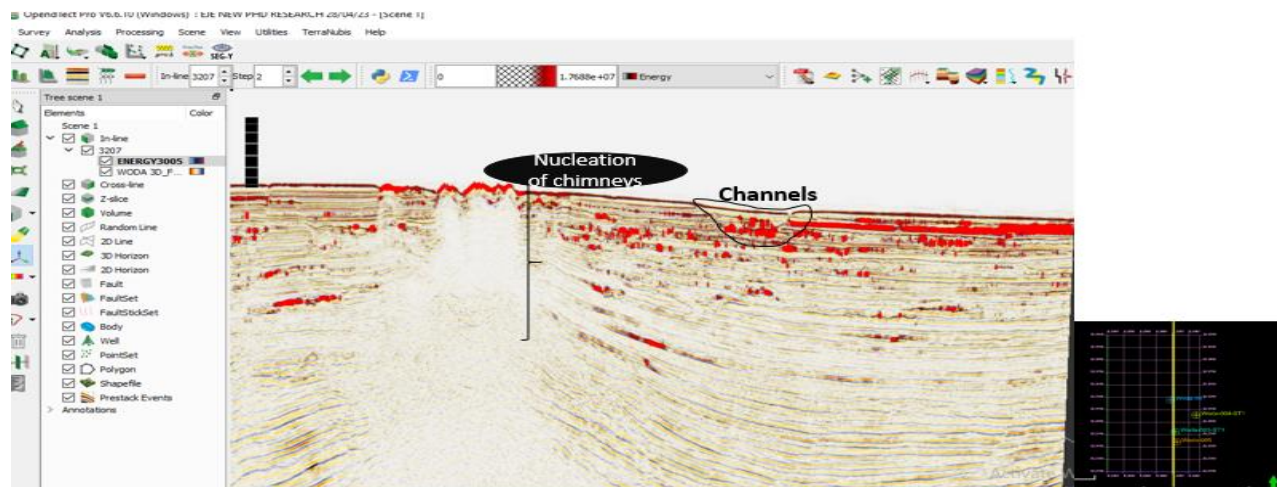 OpendTect Pro V6.6.10 (Windows) : EJE NEW PHD RESEARCH 28/04/23 - [Scene 1]
Survey Analysis Processing Scene View Utilities TerraNubis Help
SEG-Y
In-line 3207 Step 2 0 1.7688e+07 Energy
Tree scene 1
Elements Color
Scene 1
In-line
3207
ENERGY3005
WODA 3D_F...
Cross-line
Z-slice
Volume
Random Line
2D Line
3D Horizon
2D Horizon
Fault
FaultSet
FaultStickSet
Body
Well
PointSet
Polygon
Shapefile
Prestack Events
Annotations
Nucleation
of chimneys
Channels